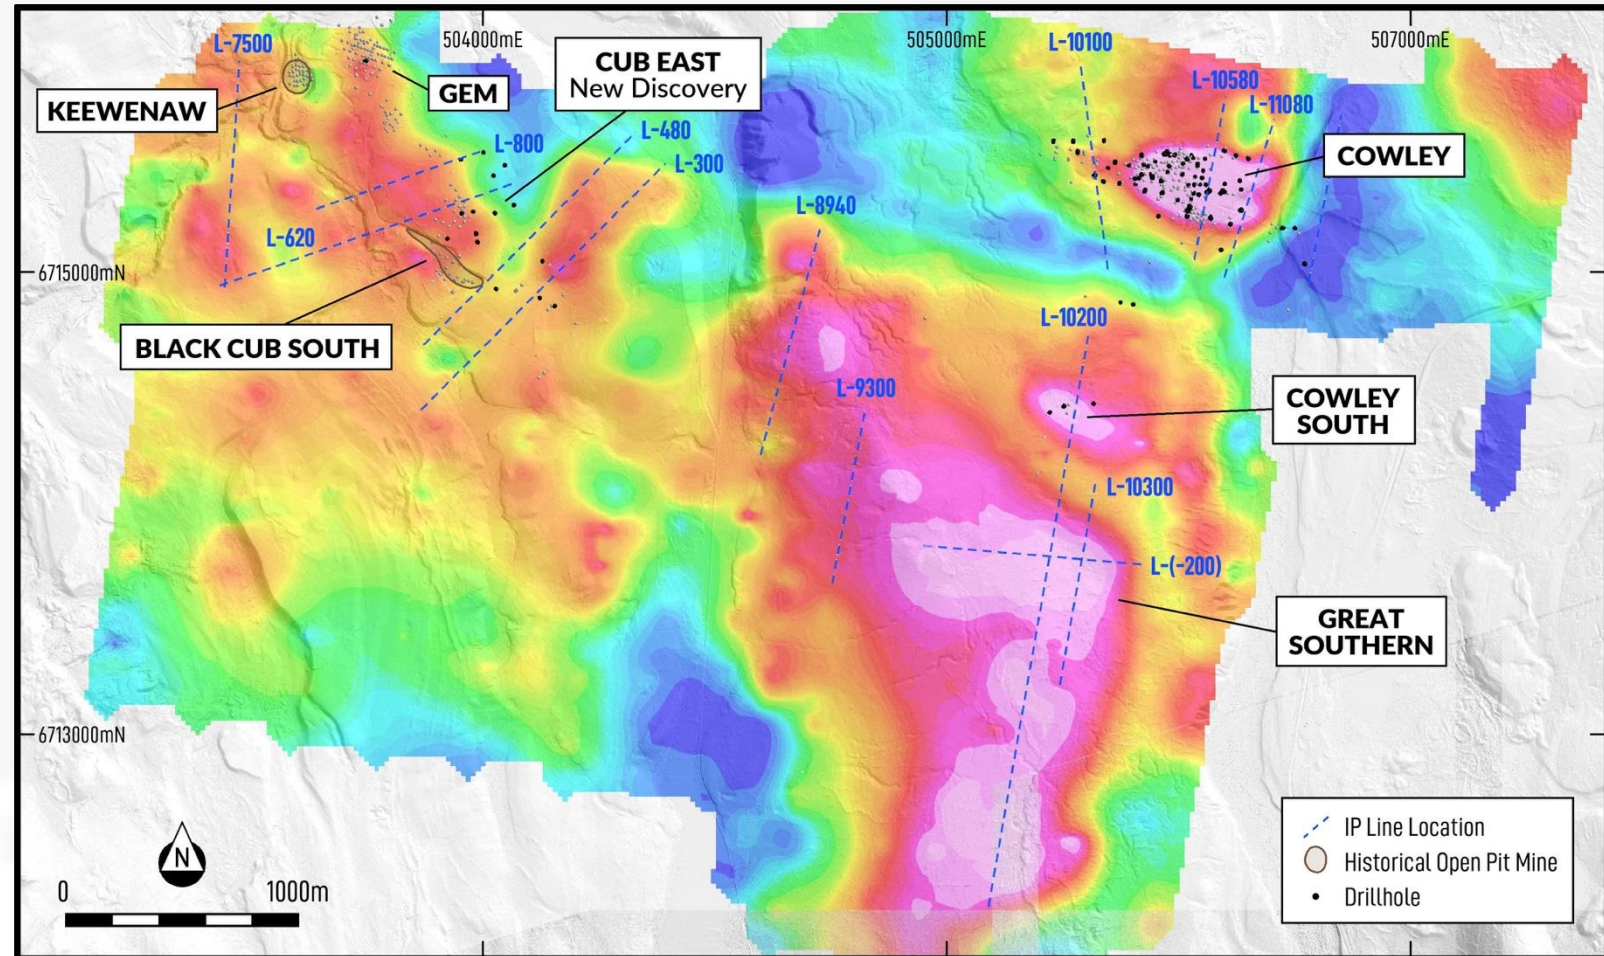 504000mE
505000mE
507000mE
L-7500
L-10100
CUB EAST
New Discovery
L-10580
GEM
KEEWENAW
L-11080
L-480
L-800
COWLEY
L-300
L-8940
L-620
6715000mN
L-10200
BLACK CUB SOUTH
L-9300
COWLEY
SOUTH
L-10300
L-(-200)
GREAT
SOUTHERN
6713000mN
N
0
1000m
IP Line Location
Historical Open Pit Mine
Drillhole